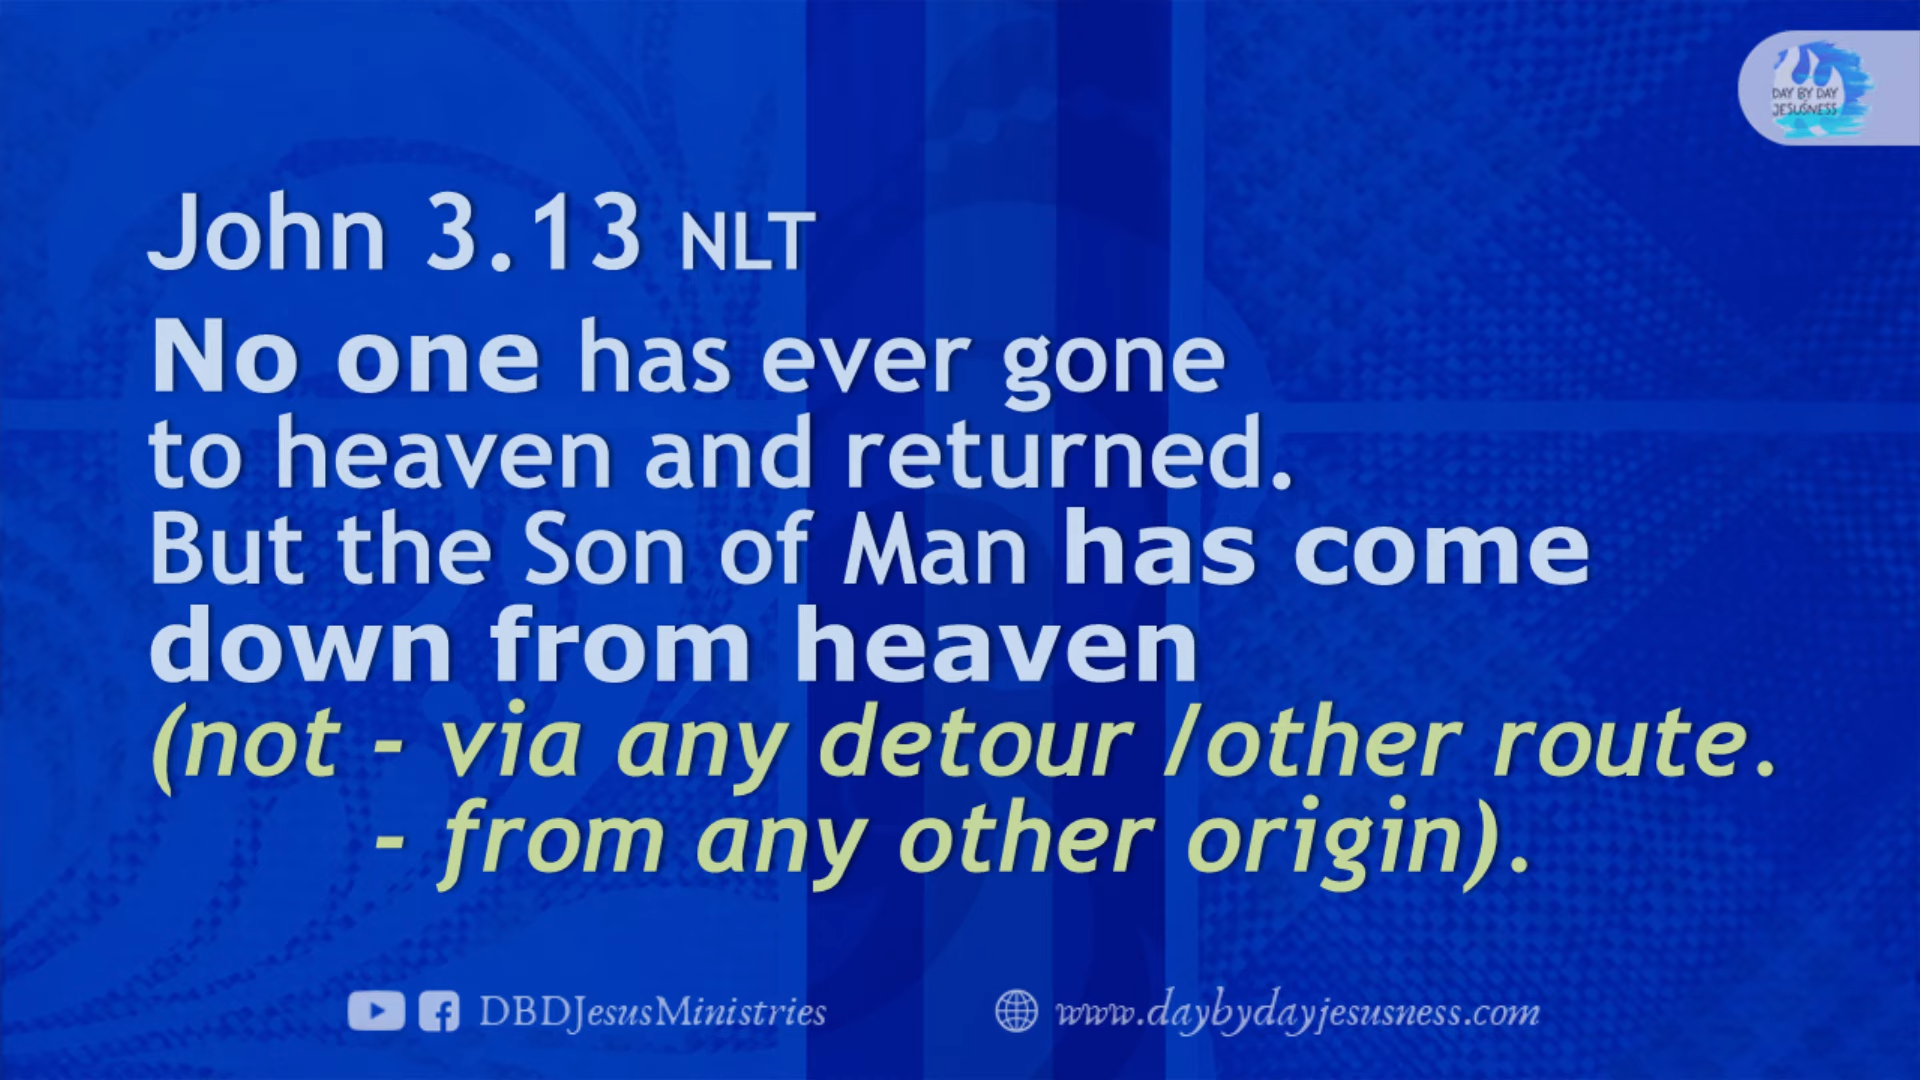 DAY BY DAY
JESUSNESS
John 3.13 NLT
No one has ever gone
to heaven and returned.
But the Son of Man has come
down from heaven
(not - via any detour /other route.
- from any other origin).
DBDJesusMinistries
www.daybydayjesusness.com